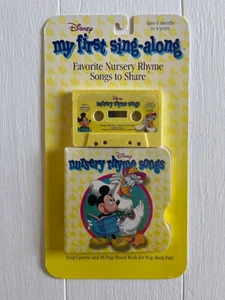 Disney
Ages 6 months
to 4 years
my first sing-along
Favorite Nursery Rhyme
Songs to Share
Disney
nursery rhyme songs
Disney
nursery rhyme songs
Song Cassette and 18-Page Board Book for Sing-Along Fun!